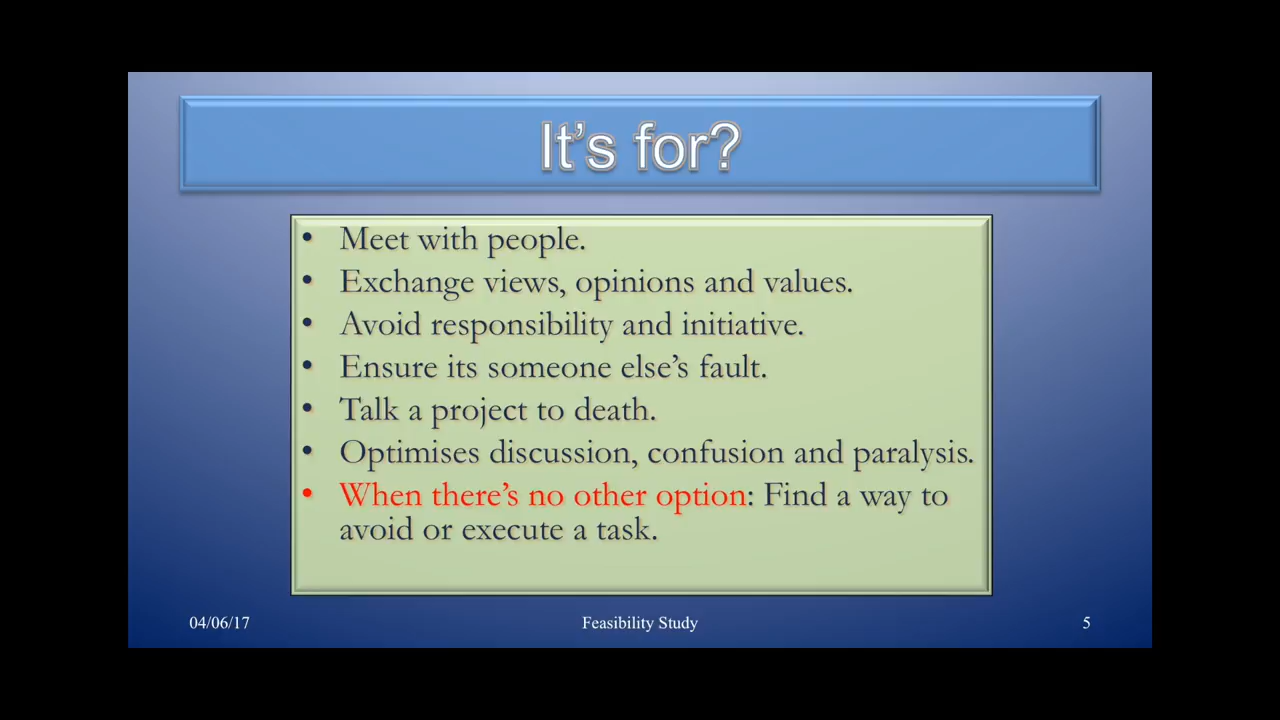 It's for?
• Meet with people.
• Exchange views, opinions and values.
• Avoid responsibility and initiative.
• Ensure its someone else's fault.
• Talk a project to death.
• Optimises discussion, confusion and paralysis.
• When there's no other option: Find a way to
avoid or execute a task.
04/06/17
Feasibility Study
5